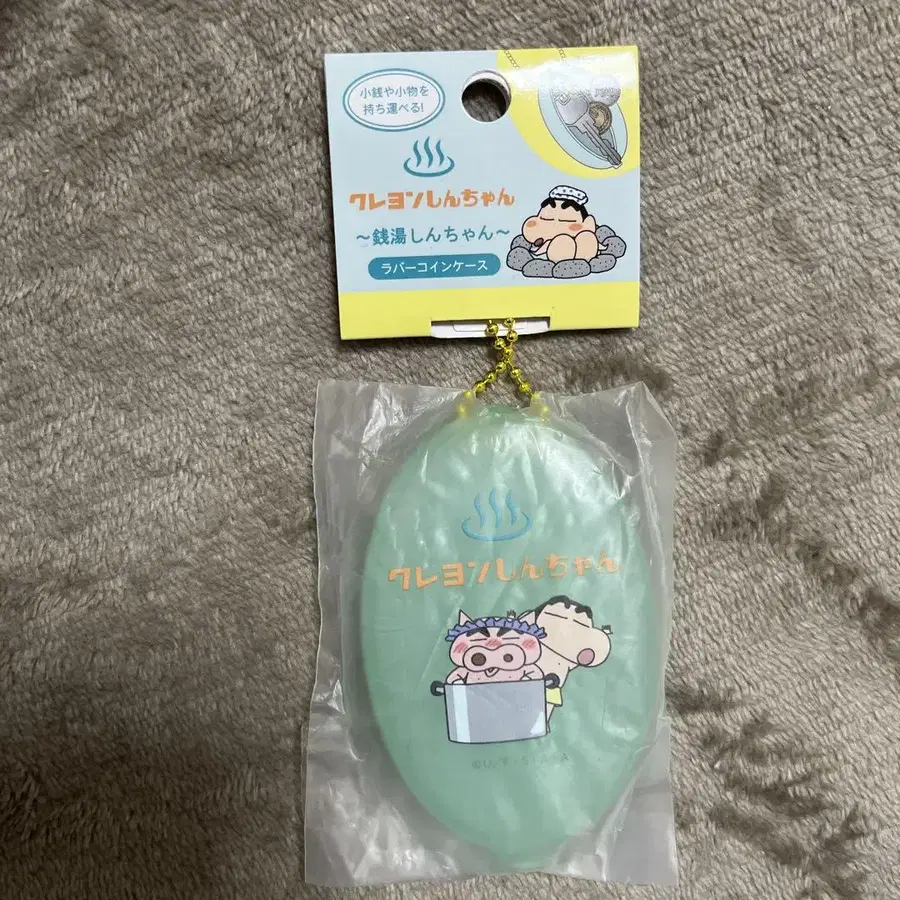 小銭や小物を
持ち運べる!
クレヨンしんちゃん
～銭湯しんちゃん～
ラバーコインケース
クレヨンしんちゃん